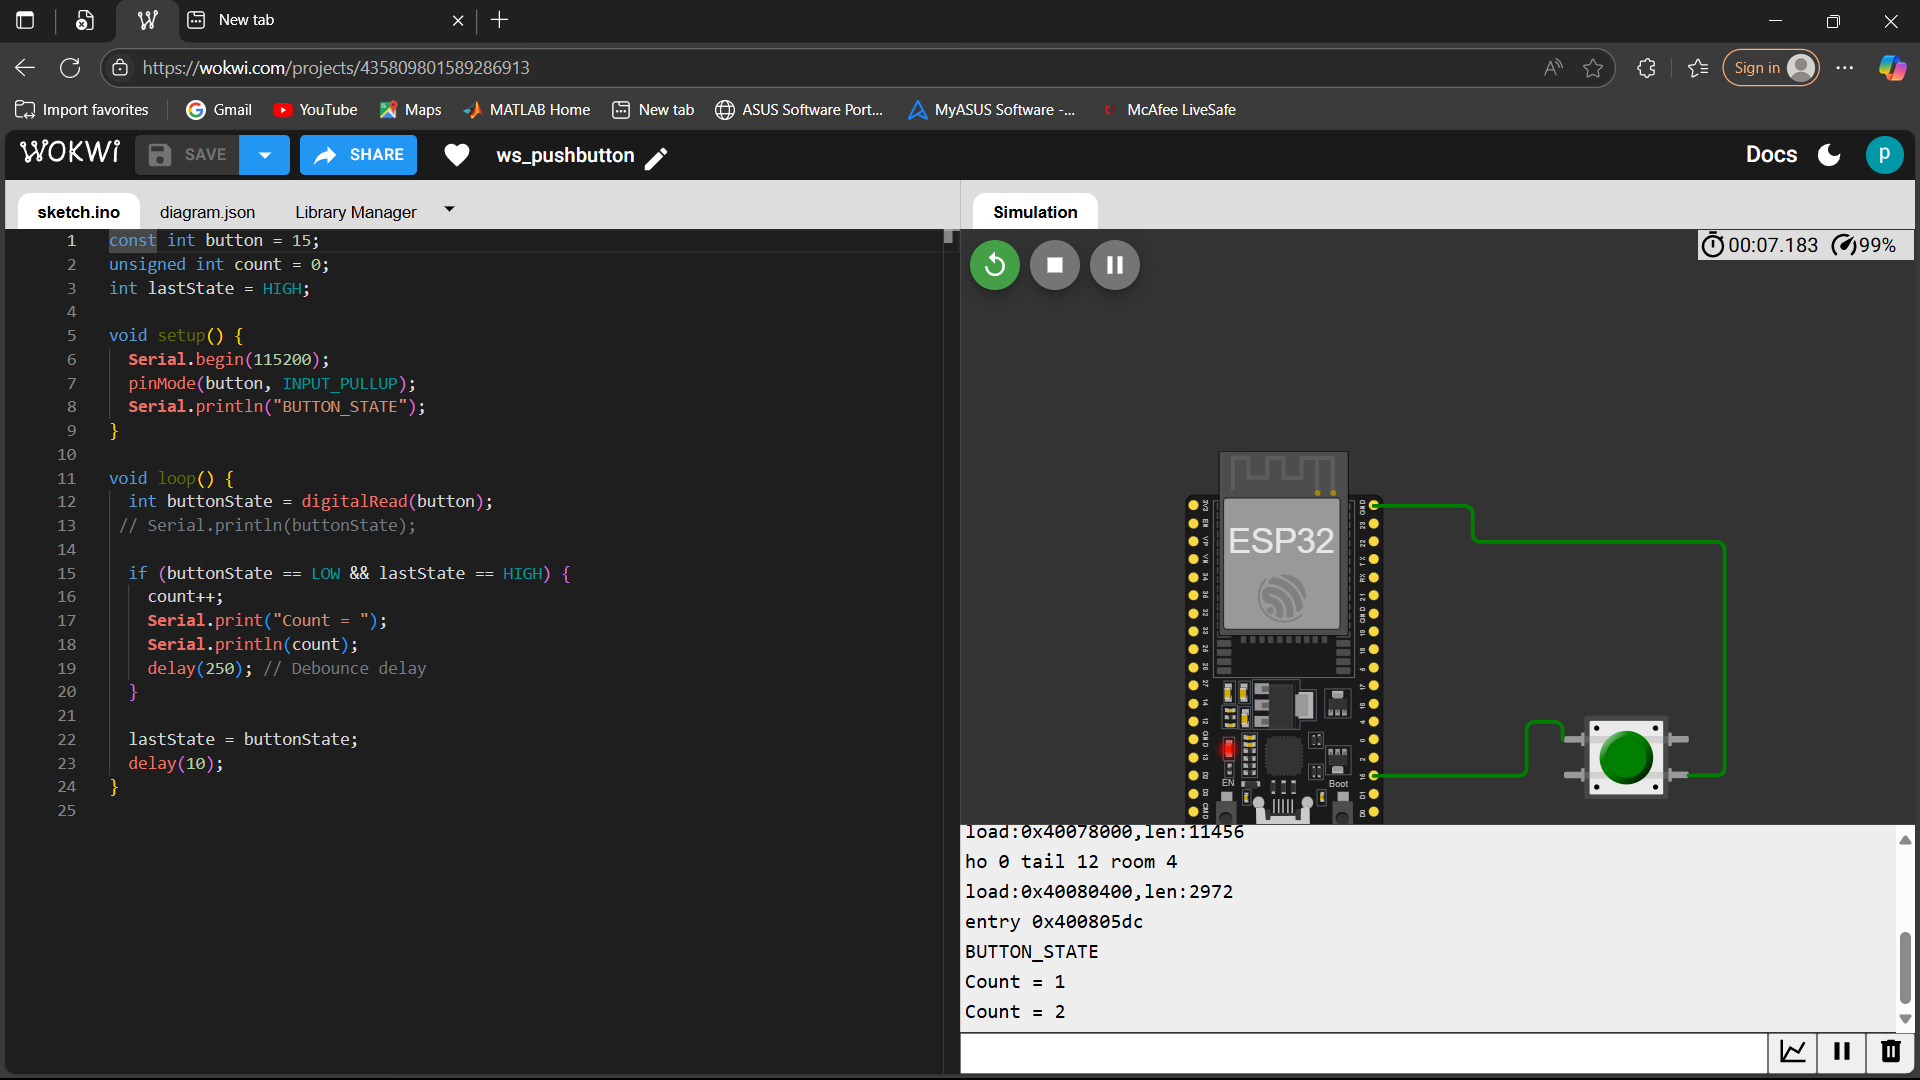 New tab
https://wokwi.com/projects/435809801589286913
Sign in
Import favorites
Gmail
YouTube
Maps
MATLAB Home
New tab
ASUS Software Port...
MyASUS Software -...
McAfee LiveSafe
WOKWi
SAVE
SHARE
ws_pushbutton
Docs
p
sketch.ino
diagram.json
Library Manager
Simulation
1 const int button = 15;
2 unsigned int count = 0;
3 int lastState = HIGH;
4
5 void setup() {
6 Serial.begin(115200);
7 pinMode(button, INPUT_PULLUP);
8 Serial.println("BUTTON_STATE");
9 }
10
11 void loop() {
12 int buttonState = digitalRead(button);
13 // Serial.println(buttonState);
14
15 if (buttonState == LOW && lastState == HIGH) {
16 count++;
17 Serial.print("Count = ");
18 Serial.println(count);
19 delay(250); // Debounce delay
20 }
21
22 lastState = buttonState;
23 delay(10);
24 }
25
00:07.183
99%
ESP32
EN
Boot
load:0x40078000,len:11456
ho 0 tail 12 room 4
load:0x40080400,len:2972
entry 0x400805dc
BUTTON_STATE
Count = 1
Count = 2